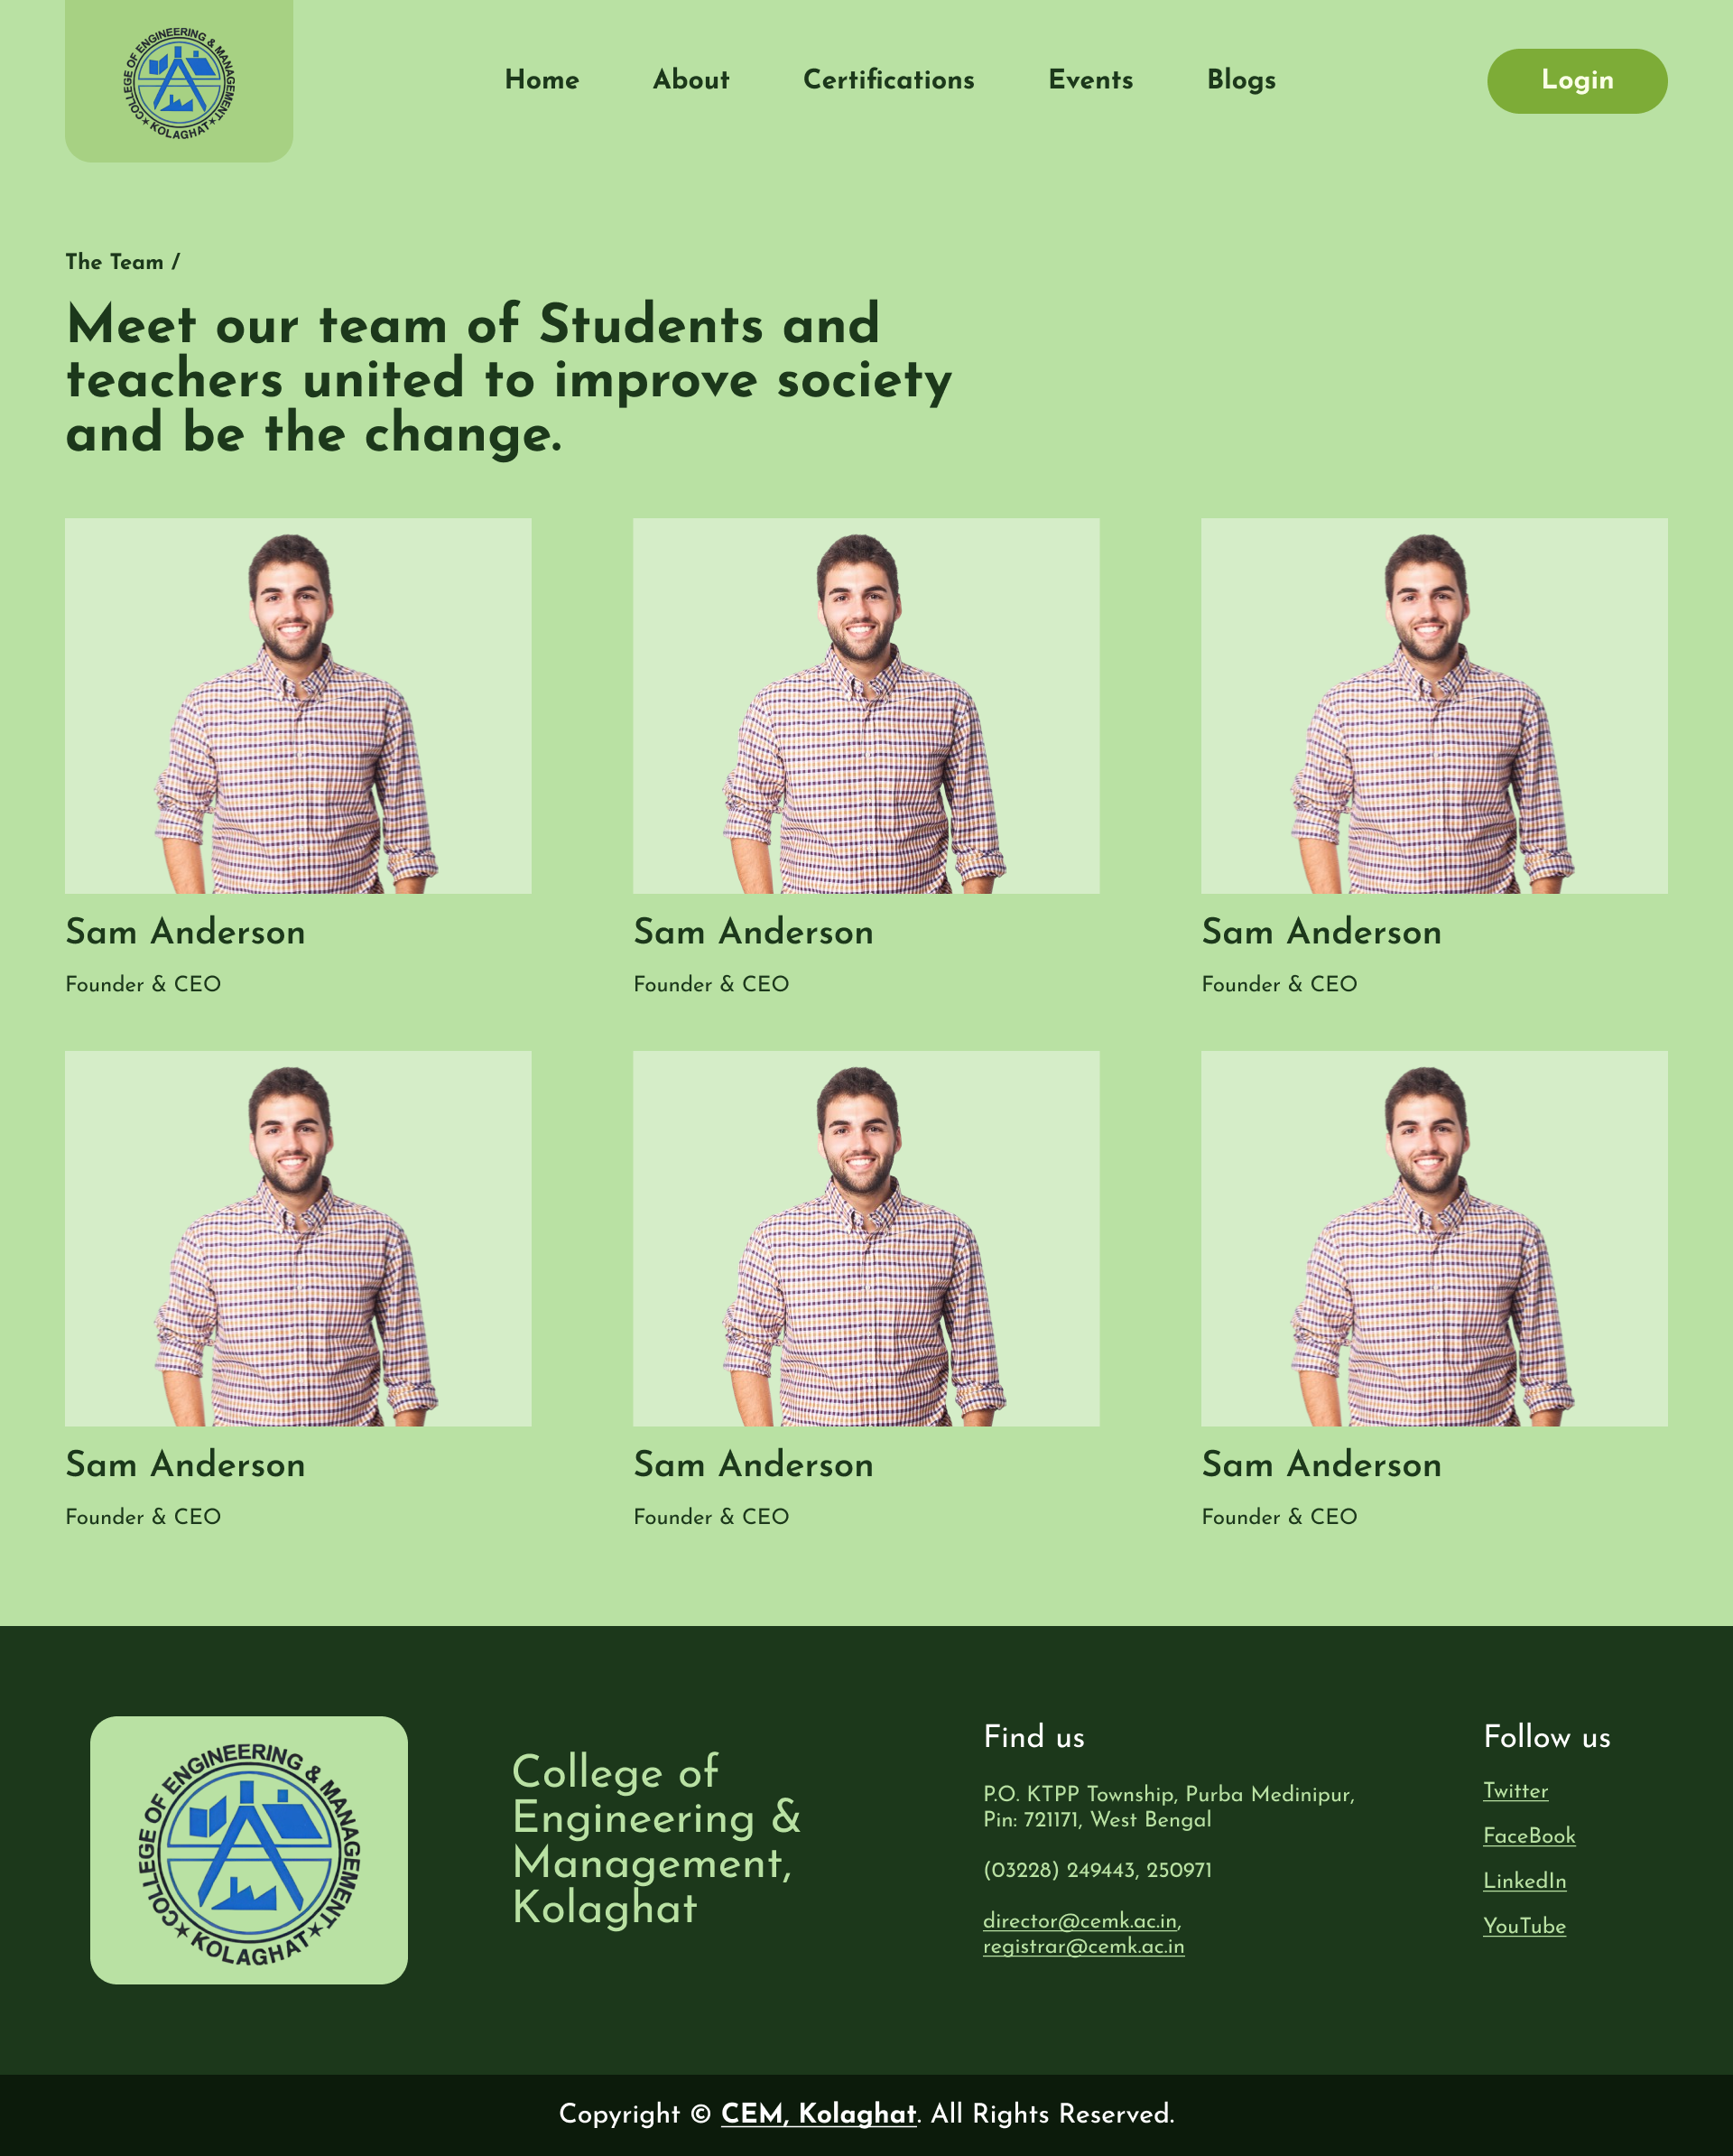 COLLEGE OF ENGINEERING & MANAGEMENT
★ KOLAGHAT ★
Home About Certifications Events Blogs
Login
The Team /
Meet our team of Students and
teachers united to improve society
and be the change.
Sam Anderson
Founder & CEO
Sam Anderson
Founder & CEO
Sam Anderson
Founder & CEO
Sam Anderson
Founder & CEO
Sam Anderson
Founder & CEO
Sam Anderson
Founder & CEO
COLLEGE OF ENGINEERING & MANAGEMENT
★ KOLAGHAT ★
College of
Engineering &
Management,
Kolaghat
Find us
P.O. KTPP Township, Purba Medinipur,
Pin: 721171, West Bengal
(03228) 249443, 250971
director@cemk.ac.in,
registrar@cemk.ac.in
Follow us
Twitter
FaceBook
LinkedIn
YouTube
Copyright © CEM, Kolaghat. All Rights Reserved.